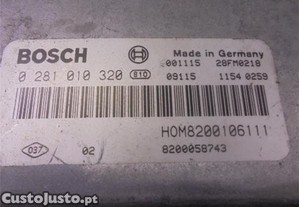 BOSCH
Made in Germany
001115 28FM0218
0 281 010 320 810
09115 1154 0259
HOM8200106111
037 02 8200058743
CustoJusto.pt